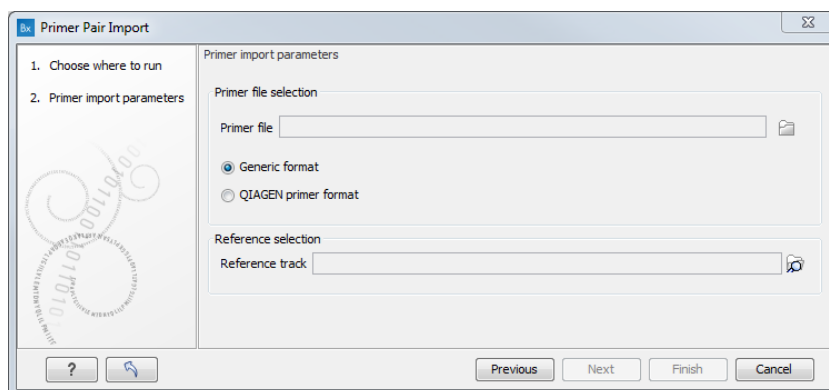 Bx Primer Pair Import
1. Choose where to run
2. Primer import parameters
Primer import parameters
Primer file selection
Primer file
Generic format
QIAGEN primer format
Reference selection
Reference track
? Previous Next Finish Cancel